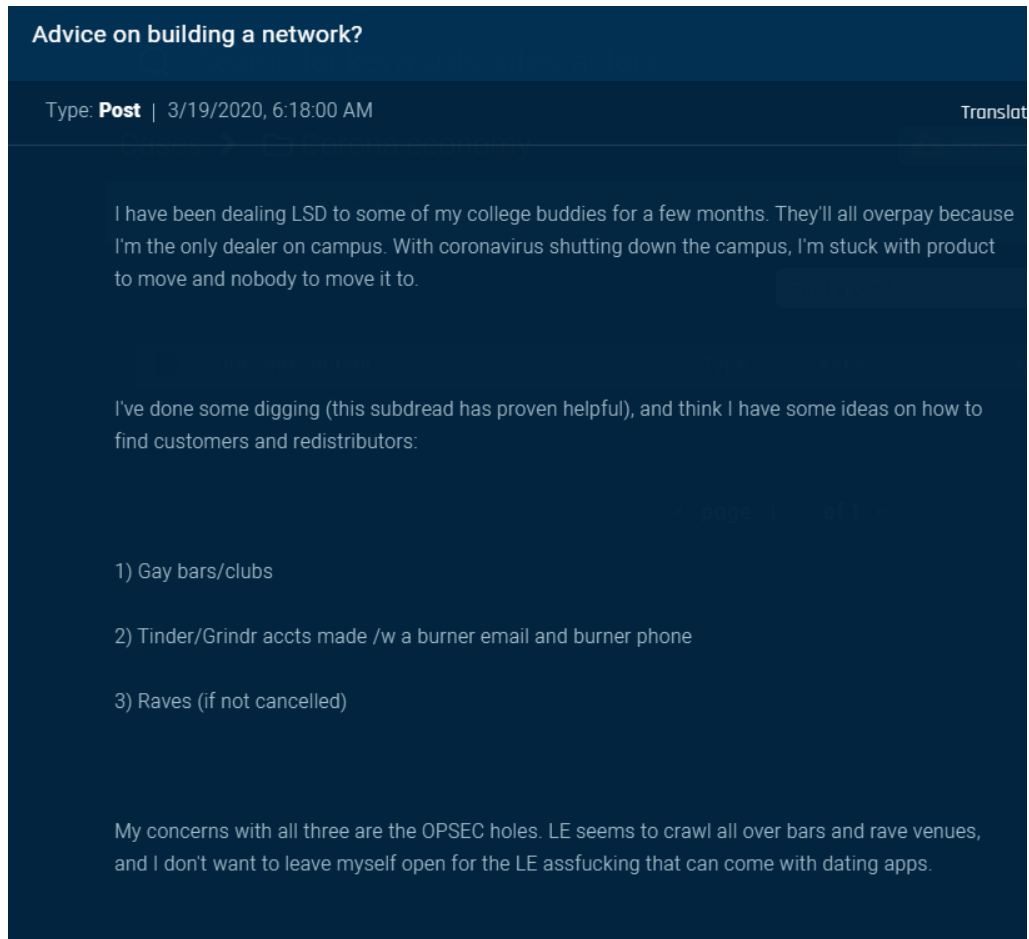 Advice on building a network?
Type: Post | 3/19/2020, 6:18:00 AM
Translat
I have been dealing LSD to some of my college buddies for a few months. They'll all overpay because
I'm the only dealer on campus. With coronavirus shutting down the campus, I'm stuck with product
to move and nobody to move it to.
I've done some digging (this subdread has proven helpful), and think I have some ideas on how to
find customers and redistributors:
1) Gay bars/clubs
2) Tinder/Grindr accts made /w a burner email and burner phone
3) Raves (if not cancelled)
My concerns with all three are the OPSEC holes. LE seems to crawl all over bars and rave venues,
and I don't want to leave myself open for the LE assfucking that can come with dating apps.